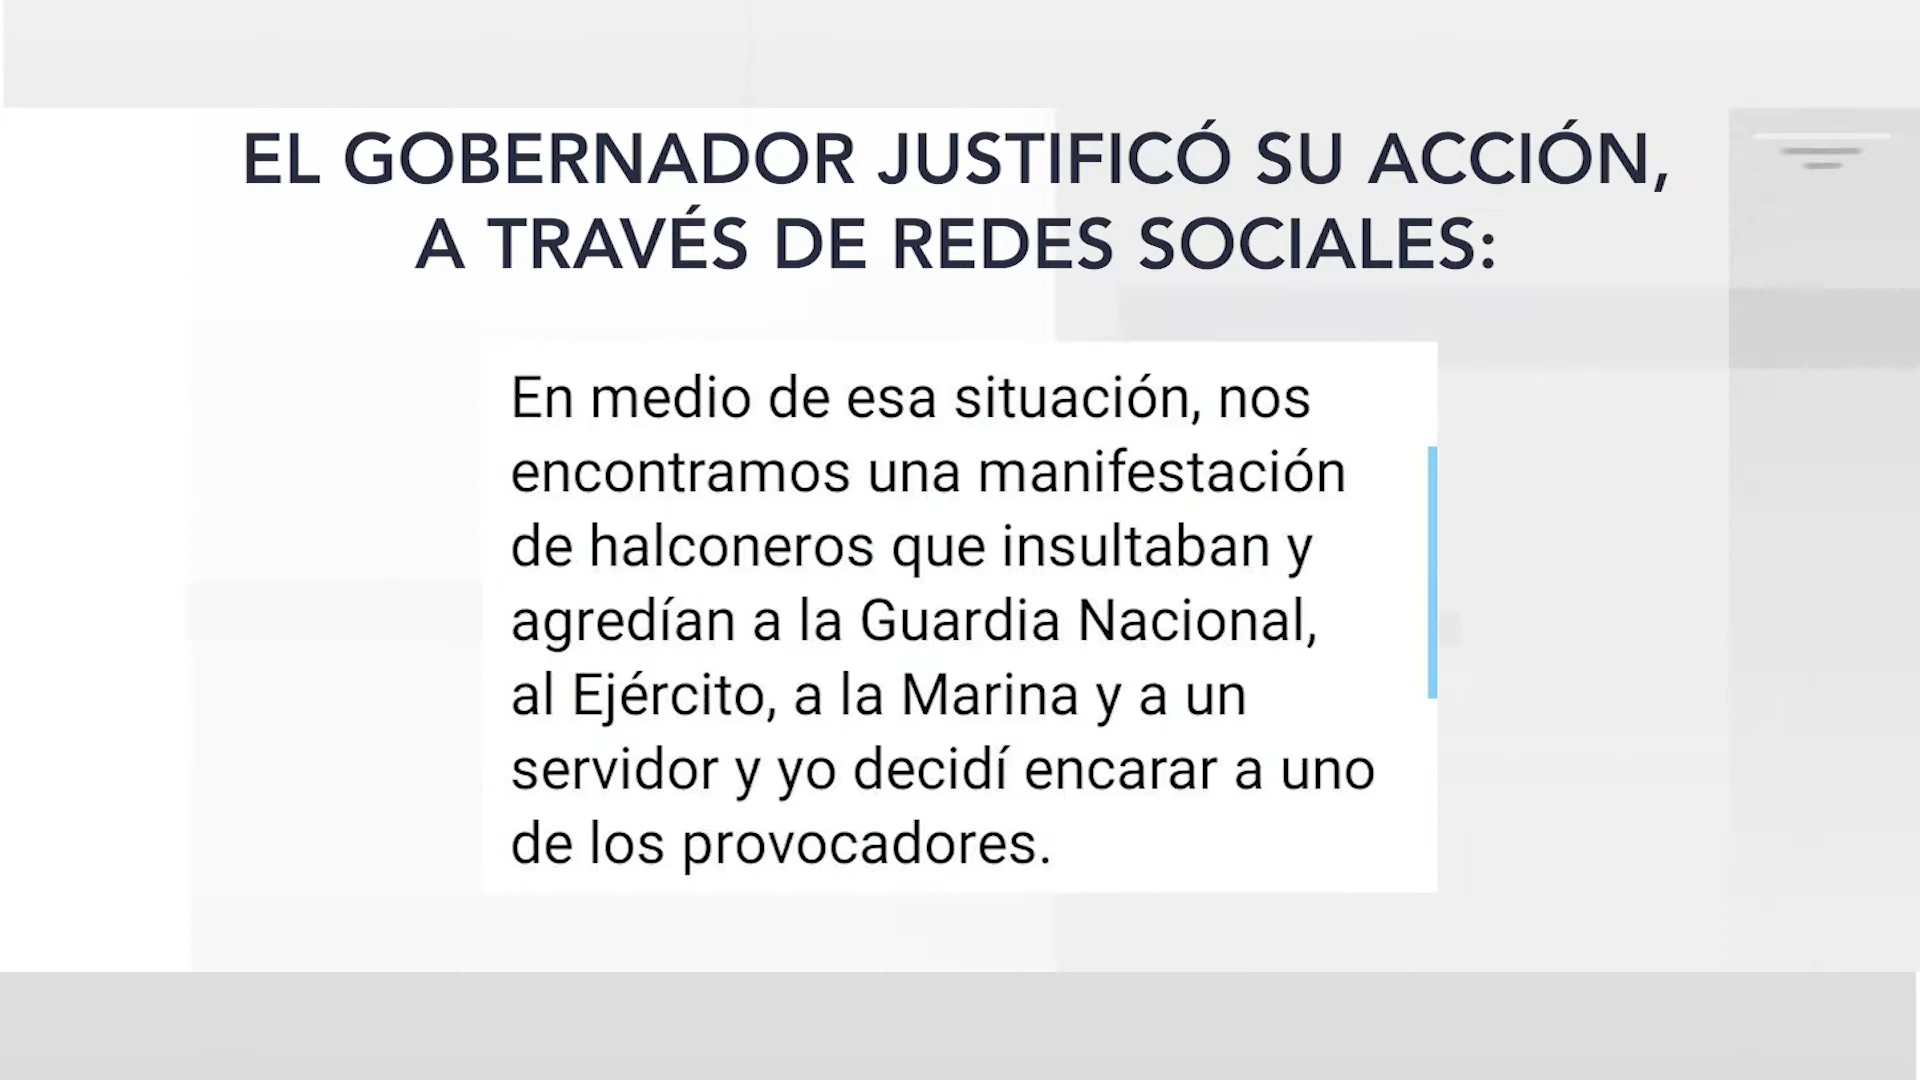 EL GOBERNADOR JUSTIFICÓ SU ACCIÓN,
A TRAVÉS DE REDES SOCIALES:
En medio de esa situación, nos
encontramos una manifestación
de halconeros que insultaban y
agredían a la Guardia Nacional,
al Ejército, a la Marina y a un
servidor y yo decidí encarar a uno
de los provocadores.